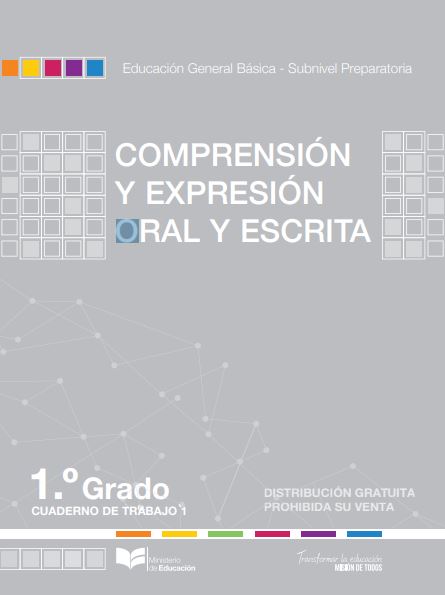 Educación General Básica - Subnivel Preparatoria
COMPRENSIÓN
Y EXPRESIÓN
ORAL Y ESCRITA
1.º Grado
CUADERNO DE TRABAJO 1
DISTRIBUCIÓN GRATUITA
PROHIBIDA SU VENTA
Ministerio
de Educación
Transformar la educación
MISIÓN DE TODOS